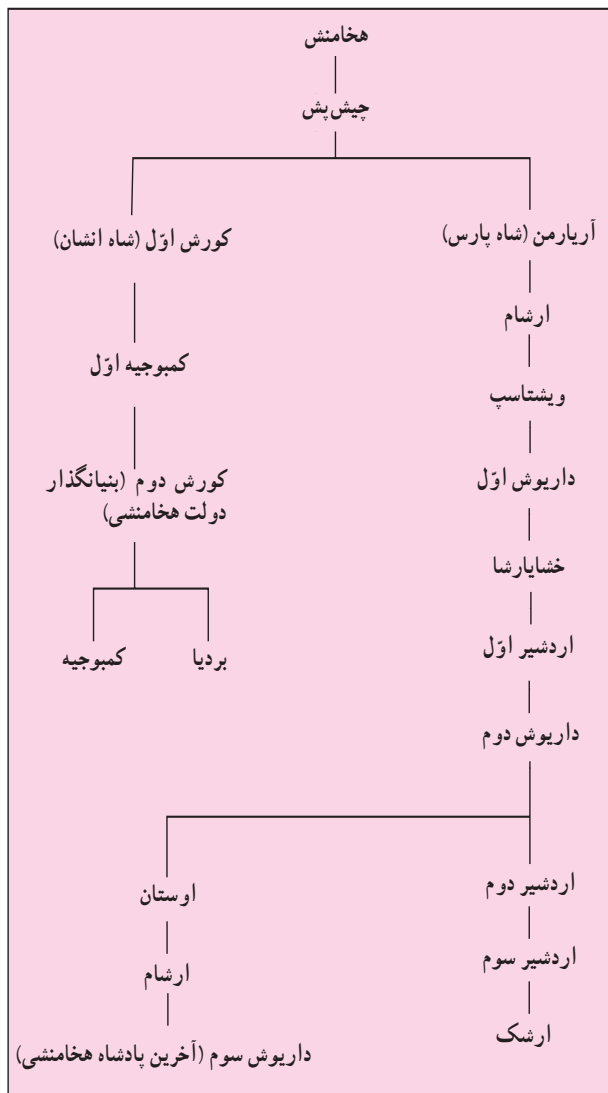 هخامنش
چیش‌پش
آریارمن (شاه پارس)
کورش اوّل (شاه انشان)
ارشام
کمبوجیه اوّل
ویشتاسپ
داریوش اوّل
کورش دوم (بنیانگذار
دولت هخامنشی)
خشایارشا
اردشیر اوّل
بردیا
کمبوجیه
داریوش دوم
اردشیر دوم
اوستان
اردشیر سوم
ارشام
ارشک
داریوش سوم (آخرین پادشاه هخامنشی)